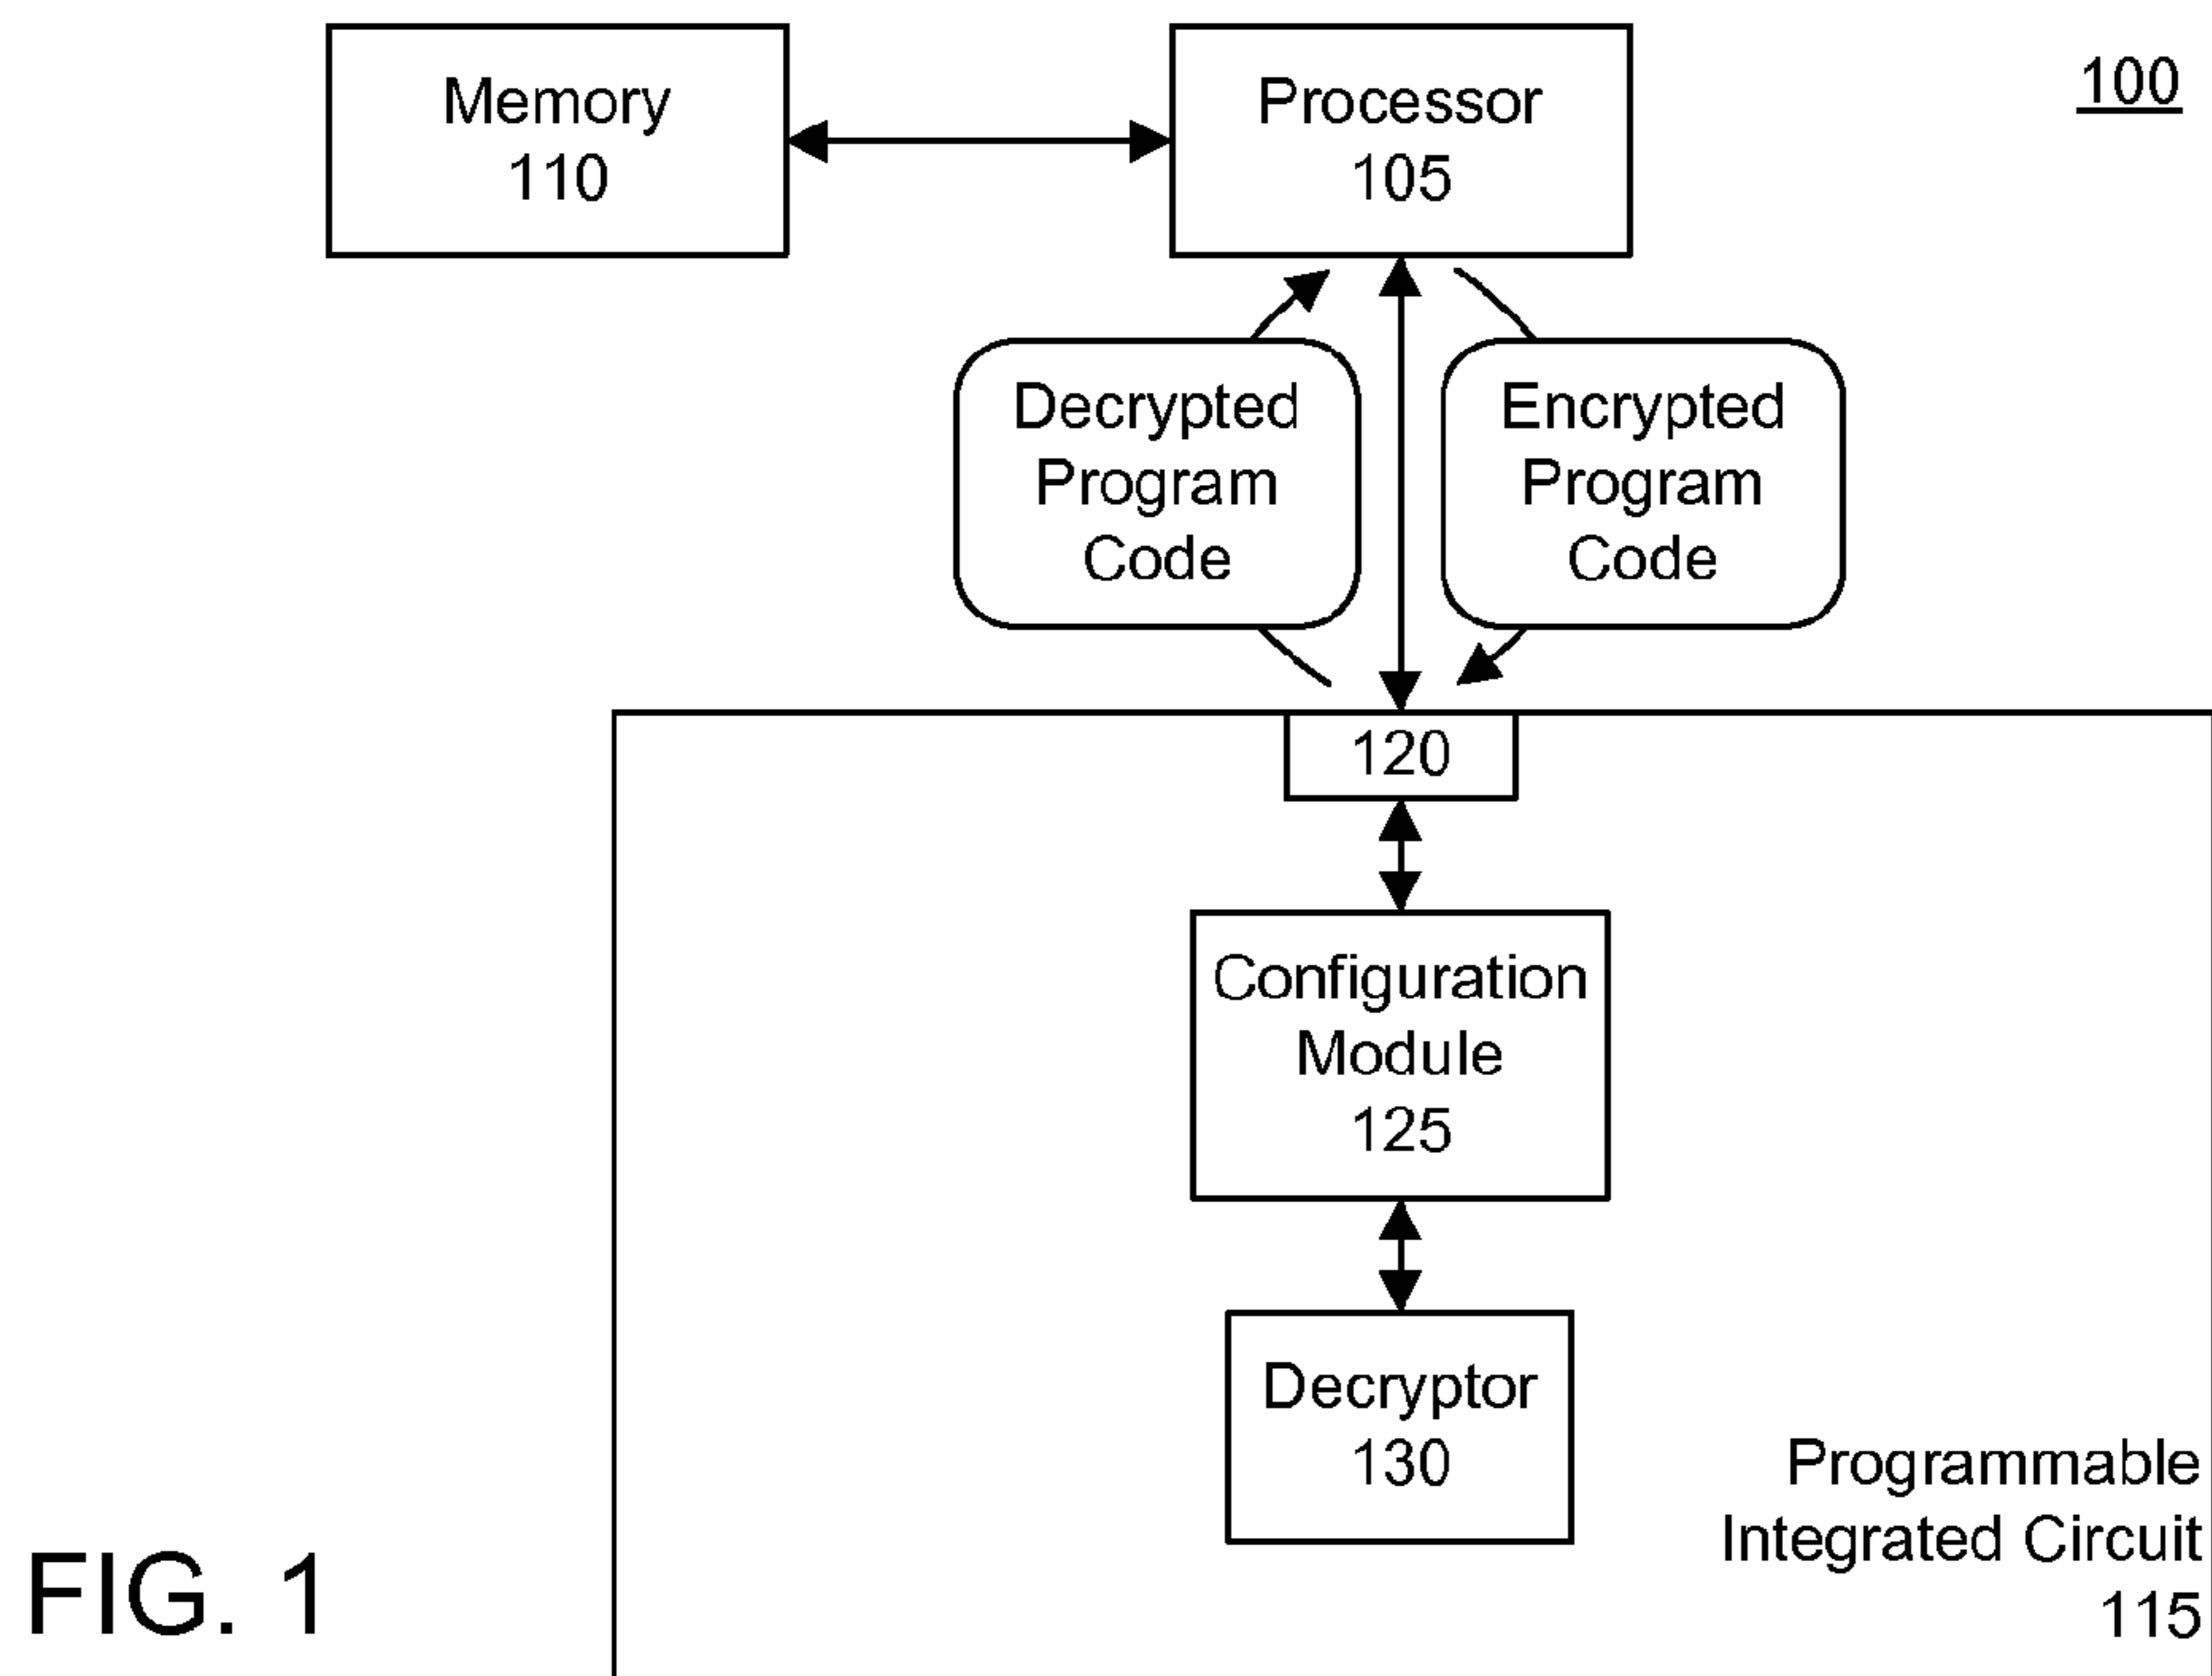 Memory
110
Processor
105
100
Decrypted
Program
Code
Encrypted
Program
Code
120
Configuration
Module
125
Decryptor
130
Programmable
Integrated Circuit
115
FIG. 1